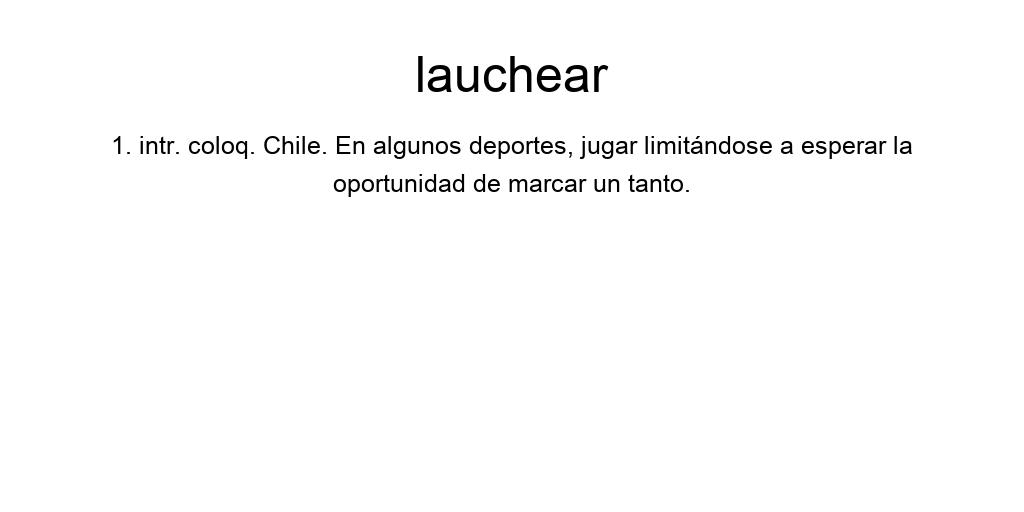 lauchear
1. intr. coloq. Chile. En algunos deportes, jugar limitándose a esperar la
oportunidad de marcar un tanto.